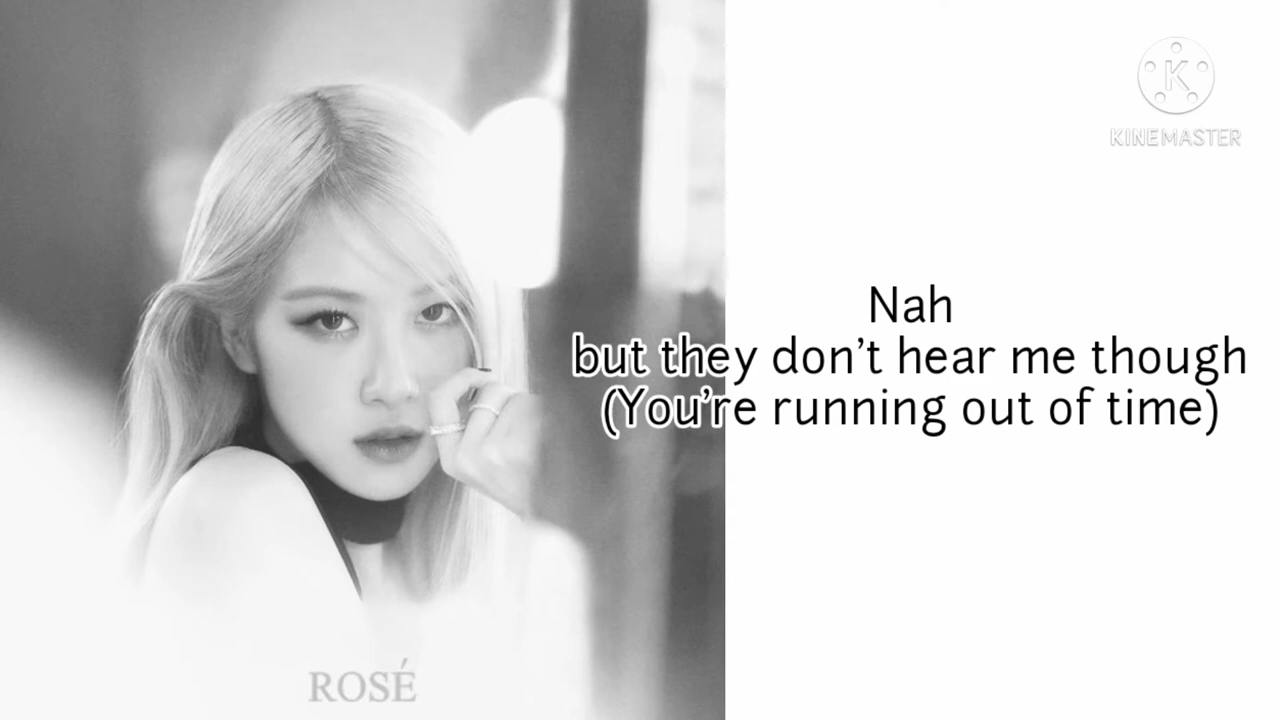 KINEMASTER
Nah
but they don't hear me though
(You're running out of time)
ROSÉ